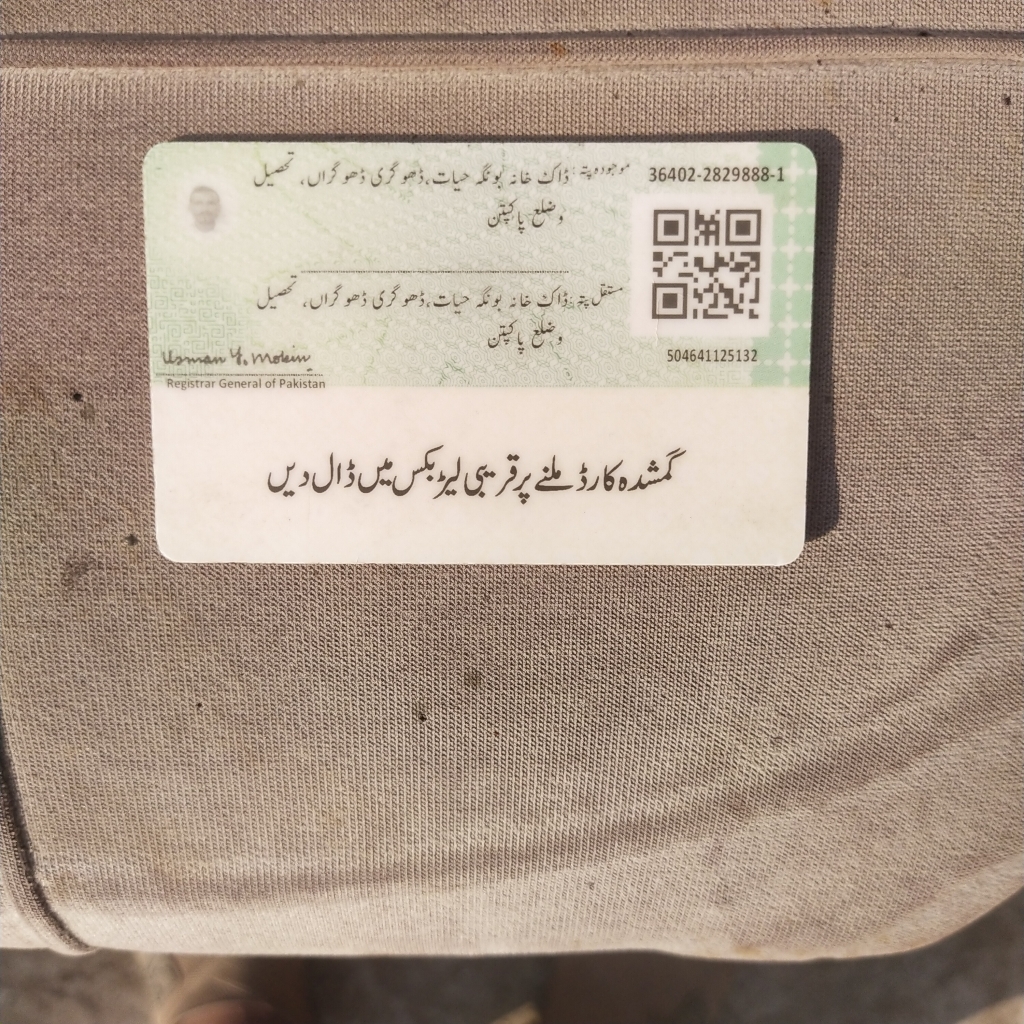 موجودہ پتہ: ڈاک خانہ بونگہ حیات، ڈھوگری ڈھوگراں، تحصیل
و ضلع پاکپتن
36402-2829888-1
مستقل پتہ: ڈاک خانہ بونگہ حیات، ڈھوگری ڈھوگراں، تحصیل
و ضلع پاکپتن
504641125132
Usman Y. Mobin
Registrar General of Pakistan
گمشدہ کارڈ ملنے پر قریبی لیٹر بکس میں ڈال دیں